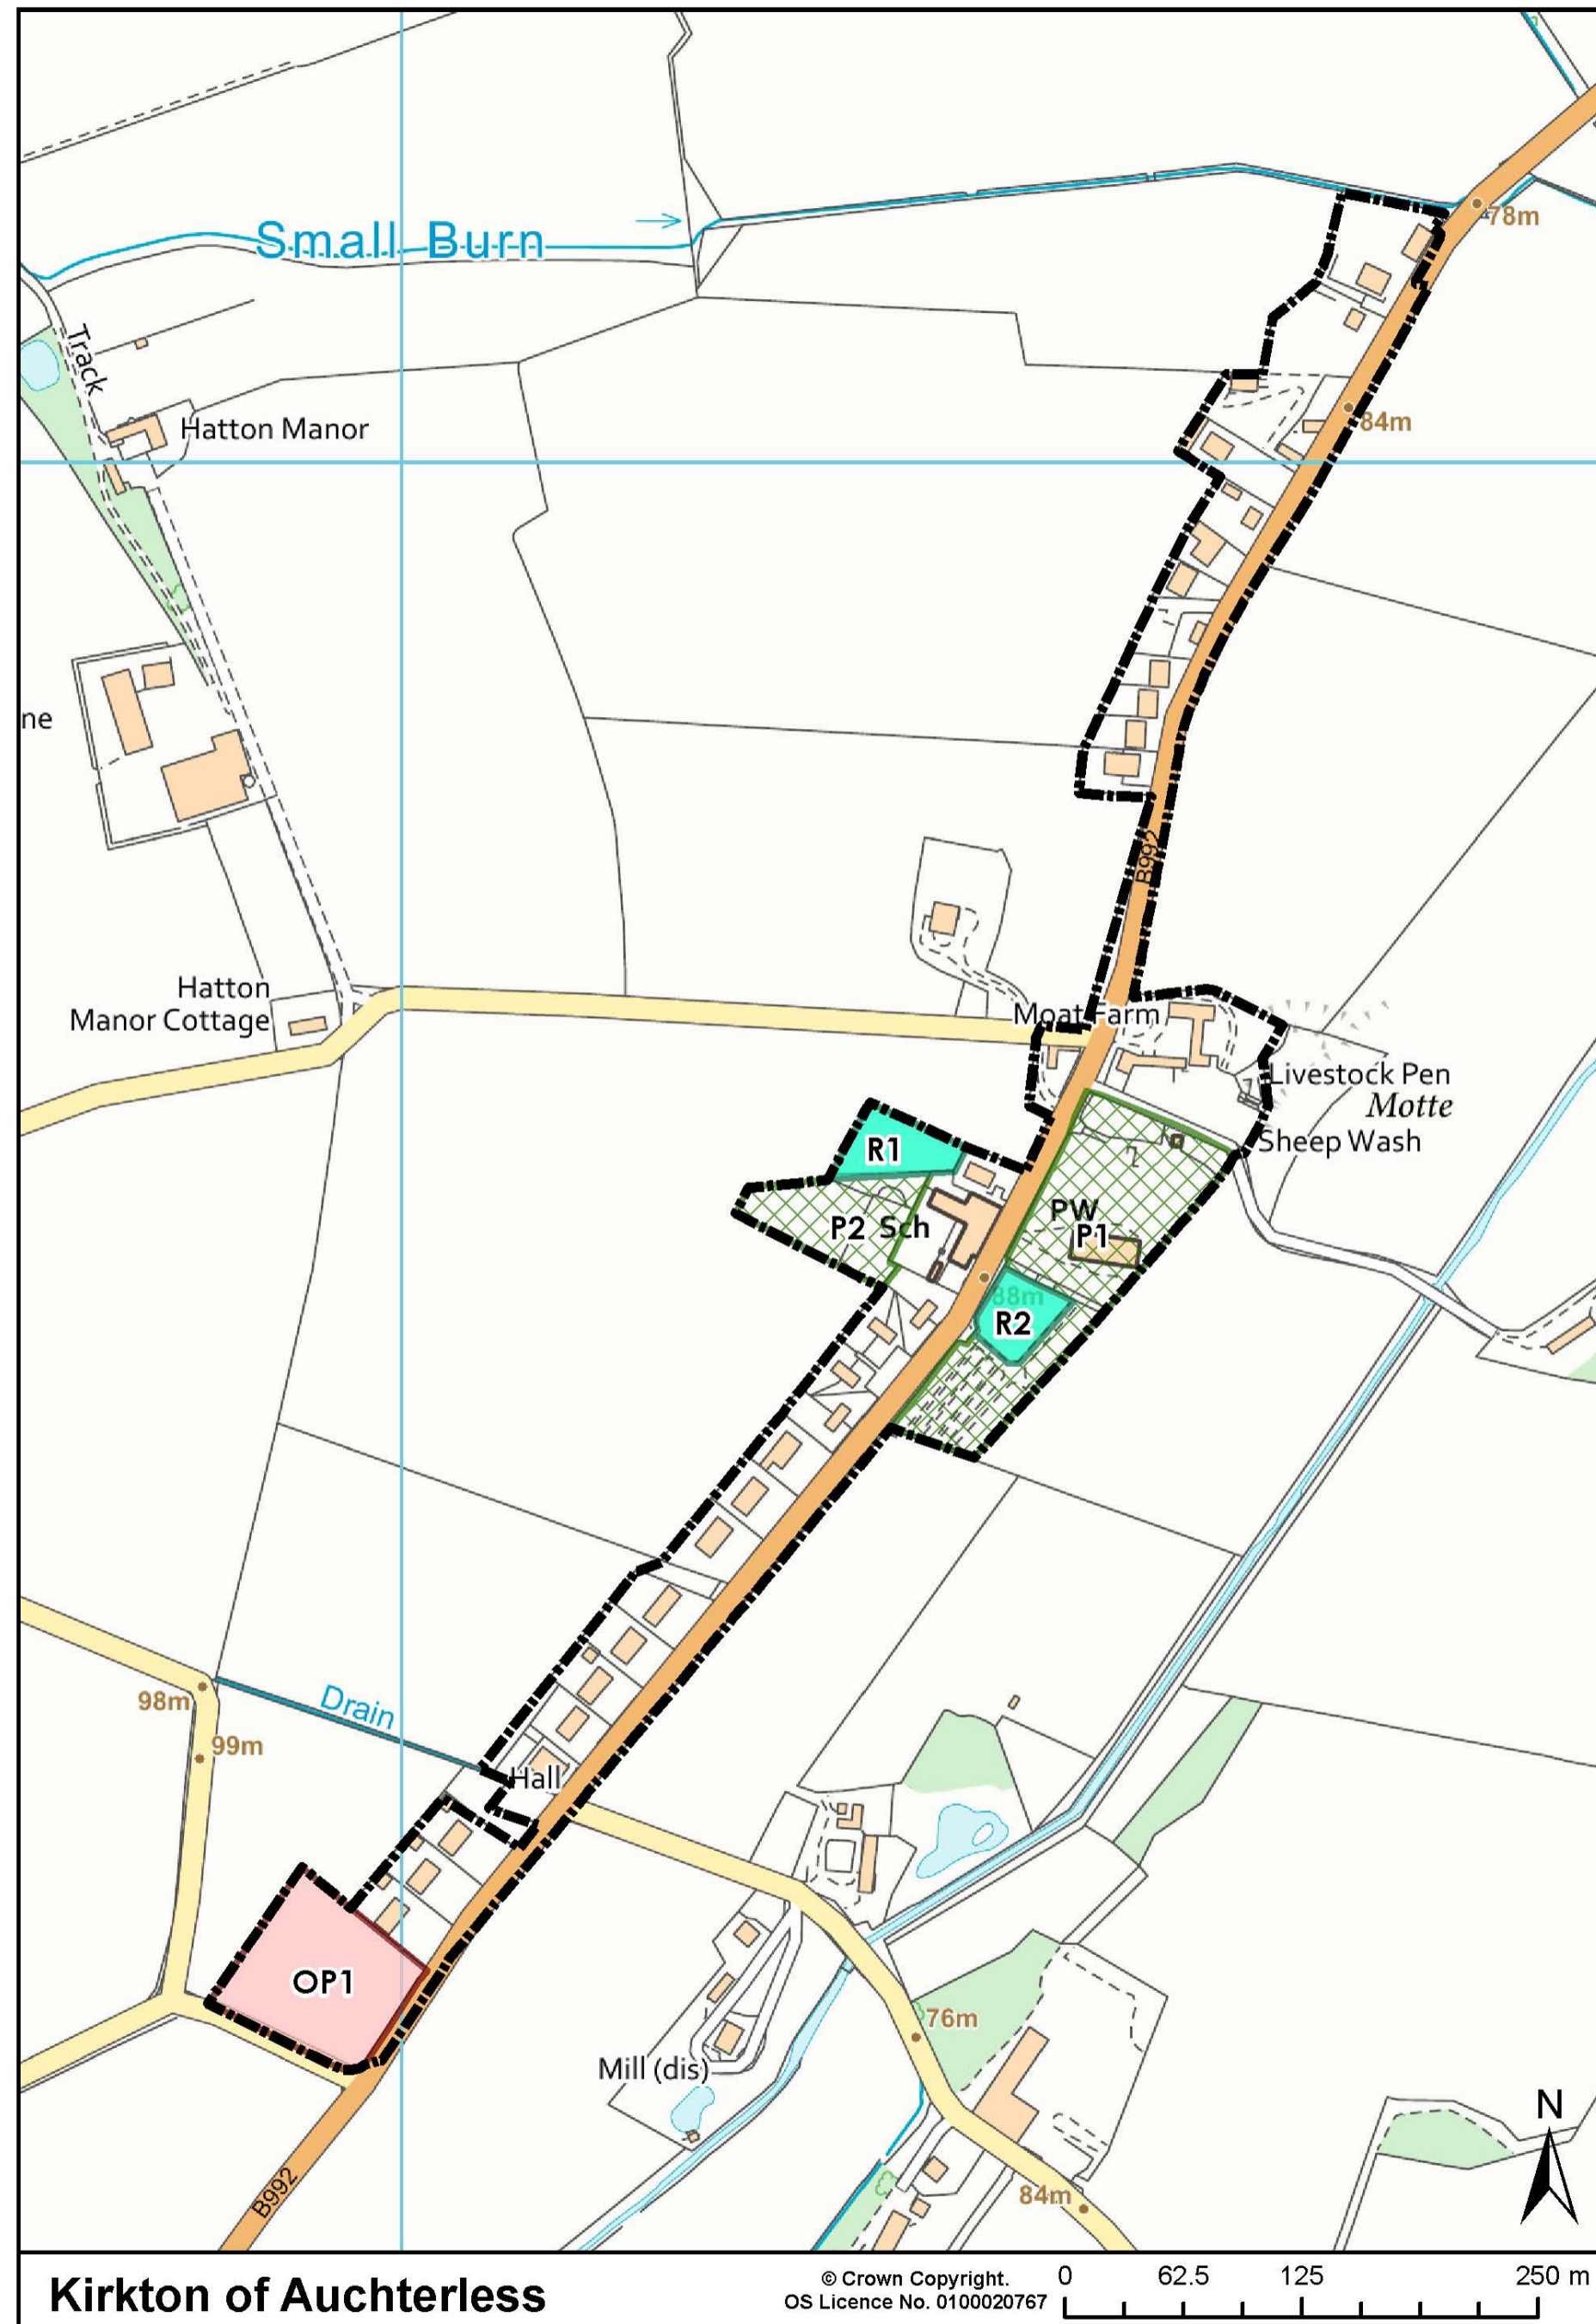 78m
Small Burn
Track
84m
Hatton Manor
ne
B992
Hatton
Manor Cottage
Moat Farm
Livestock Pen
Motte
Sheep Wash
R1
PW
P2 Sch
P1
88m
R2
98m
Drain
99m
Hall
OP1
76m
Mill (dis)
N
84m
B992
Kirkton of Auchterless
© Crown Copyright.
OS Licence No. 0100020767
0 62.5 125 250 m